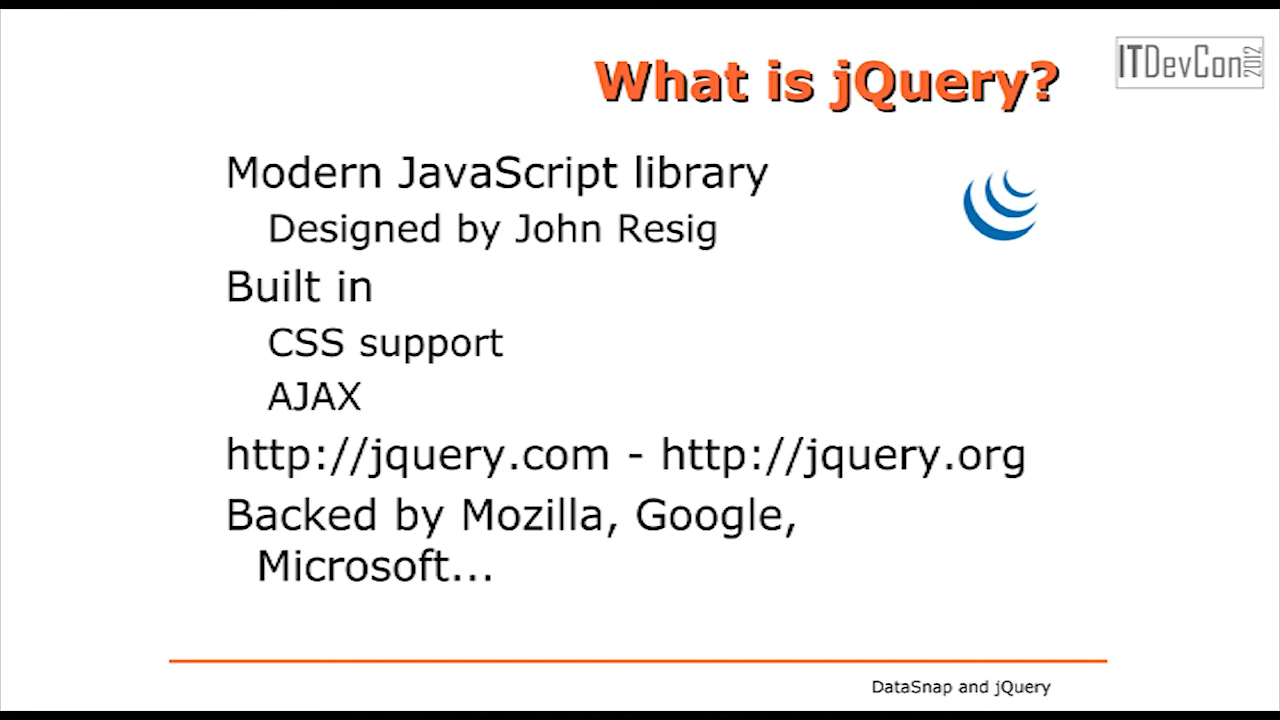 What is jQuery?
ITDevCon 2012
Modern JavaScript library
Designed by John Resig
Built in
CSS support
AJAX
http://jquery.com - http://jquery.org
Backed by Mozilla, Google,
Microsoft...
DataSnap and jQuery